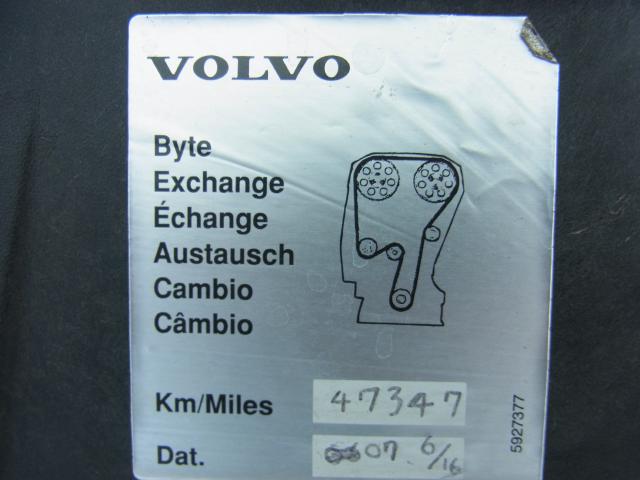 VOLVO
Byte
Exchange
Échange
Austausch
Cambio
Câmbio
Km/Miles 47347
Dat. 07 6/16
5927377